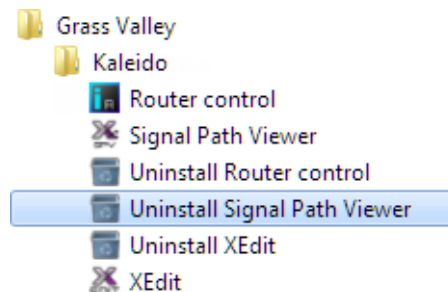 Grass Valley
Kaleido
Router control
Signal Path Viewer
Uninstall Router control
Uninstall Signal Path Viewer
Uninstall XEdit
XEdit